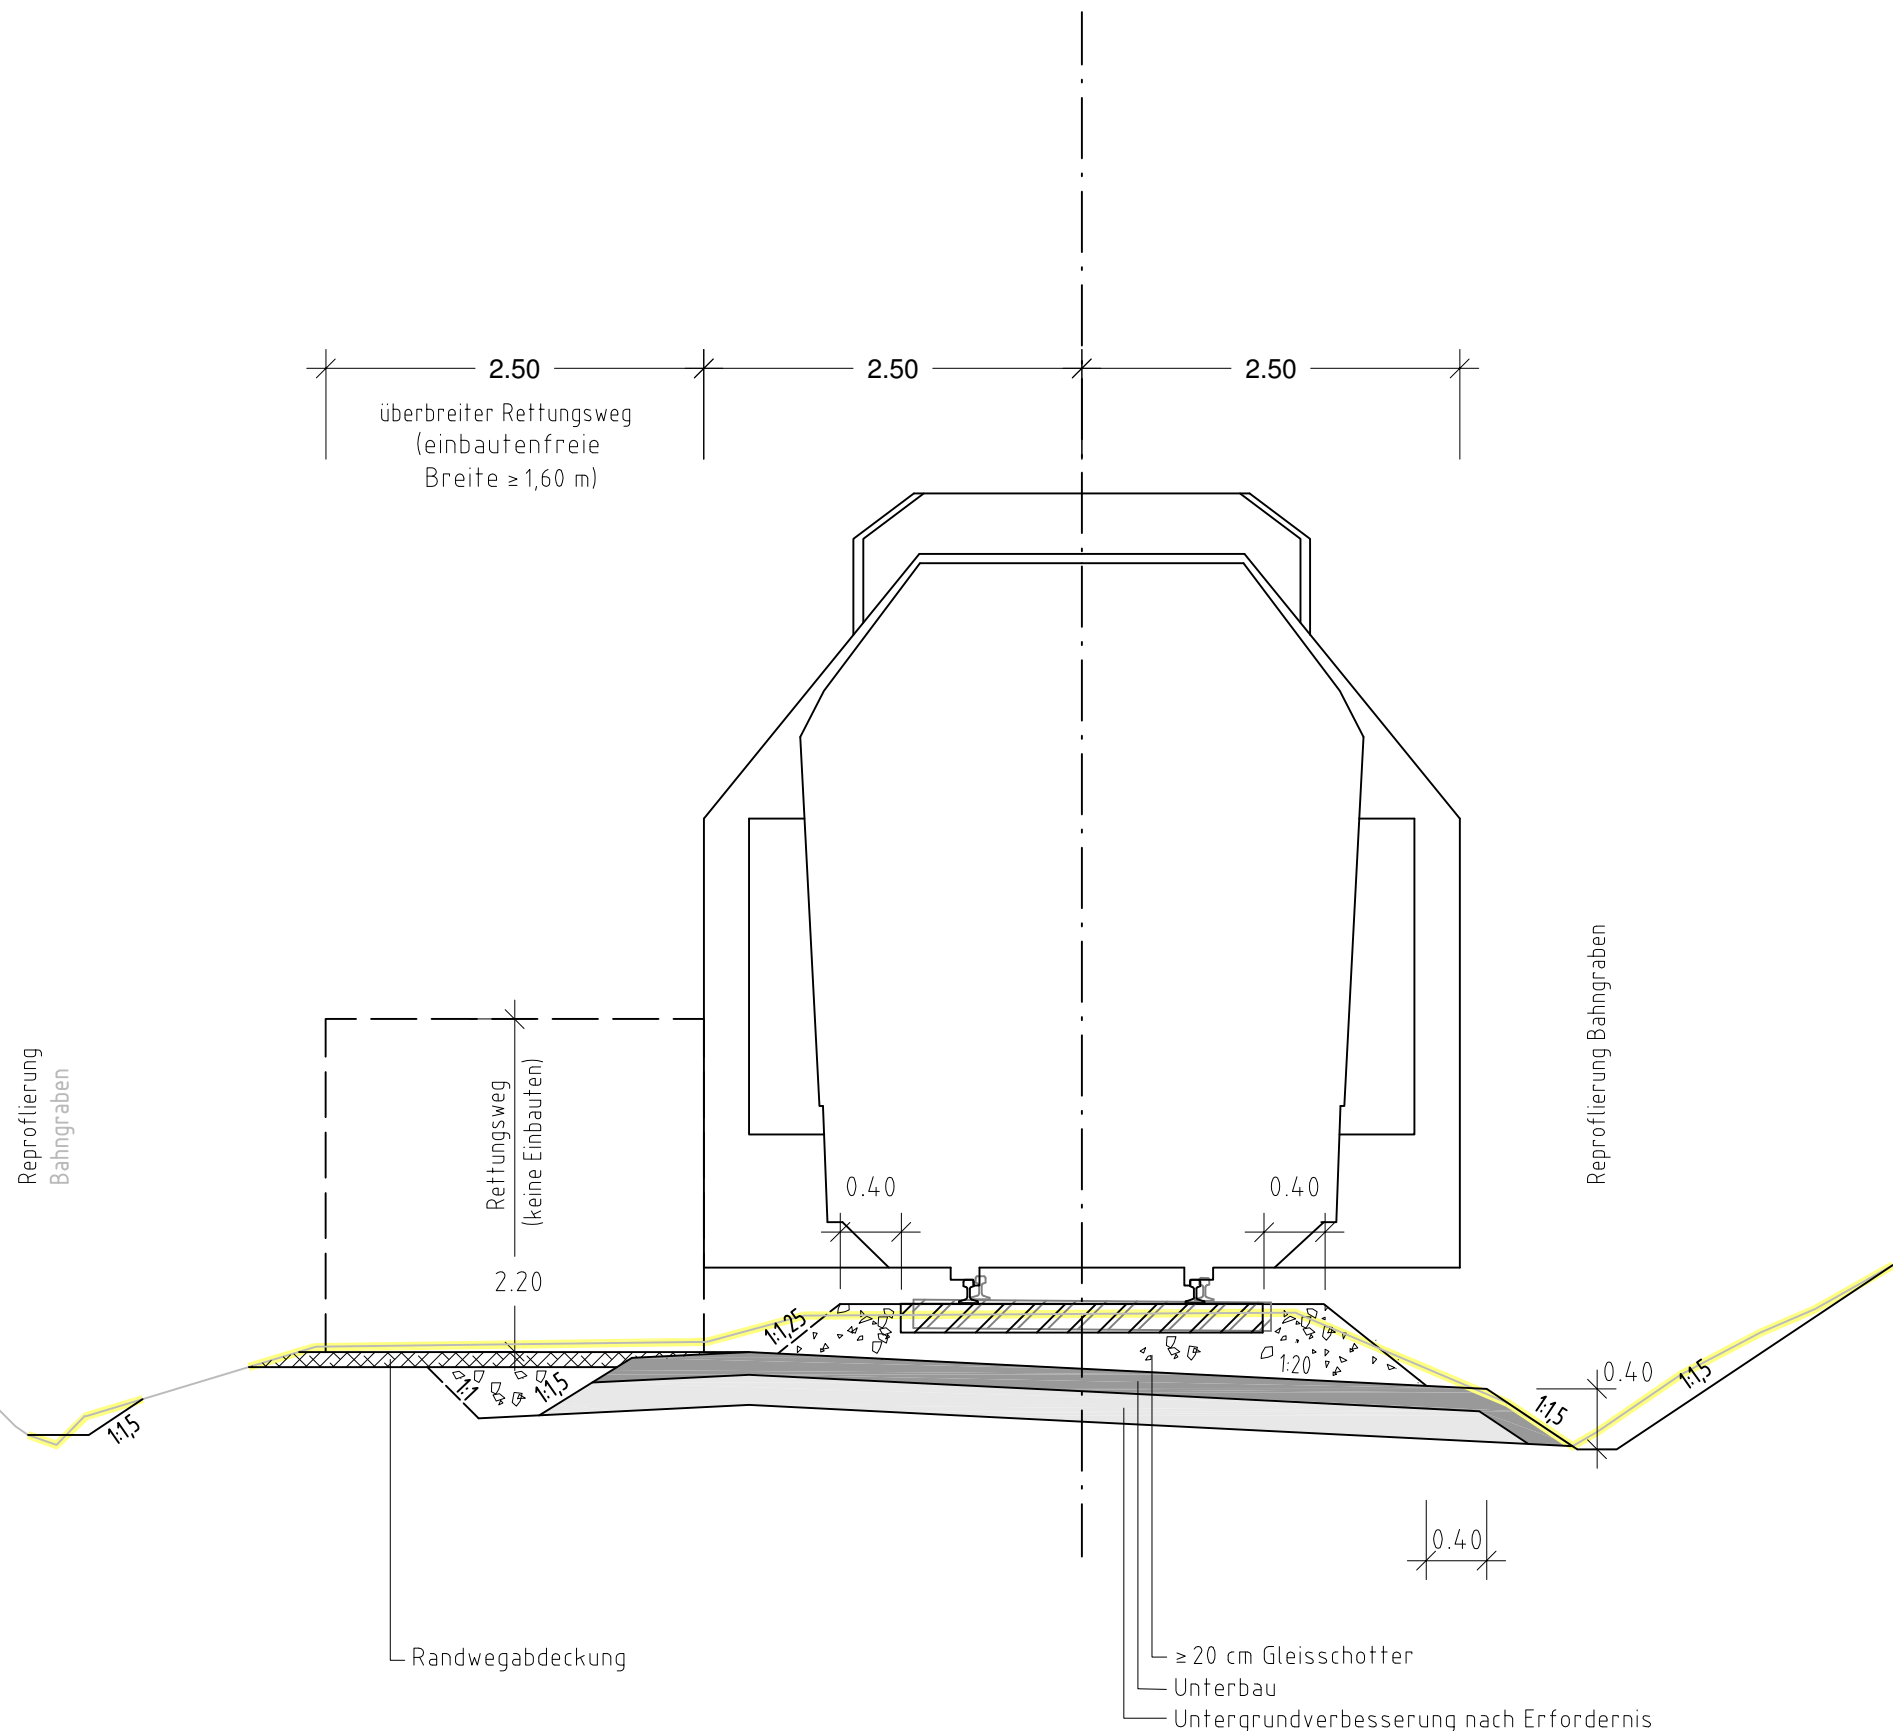 2.50
2.50
2.50
überbreiter Rettungsweg
(einbautenfreie
Breite ≥ 1,60 m)
Reproflierung
Bahngraben
Rettungsweg
(keine Einbauten)
2.20
0.40
0.40
Reproflierung Bahngraben
1:1,25
1:20
1:1
1:1,5
1:1,5
1:1,5
1:1,5
0.40
0.40
Randwegabdeckung
≥ 20 cm Gleisschotter
Unterbau
Untergrundverbesserung nach Erfordernis